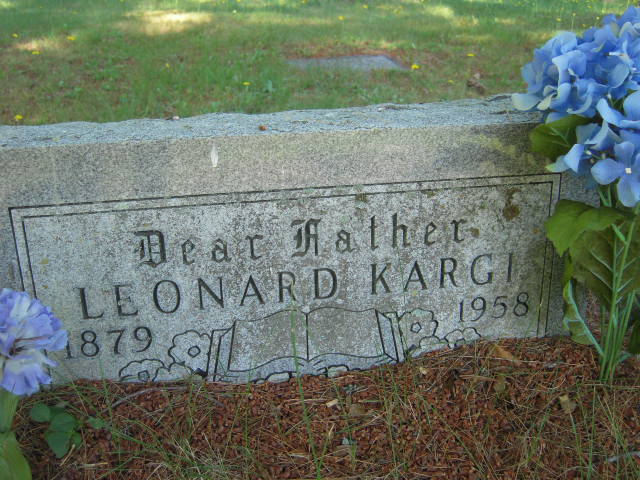 Dear Father
LEONARD KARGI
1879 1958